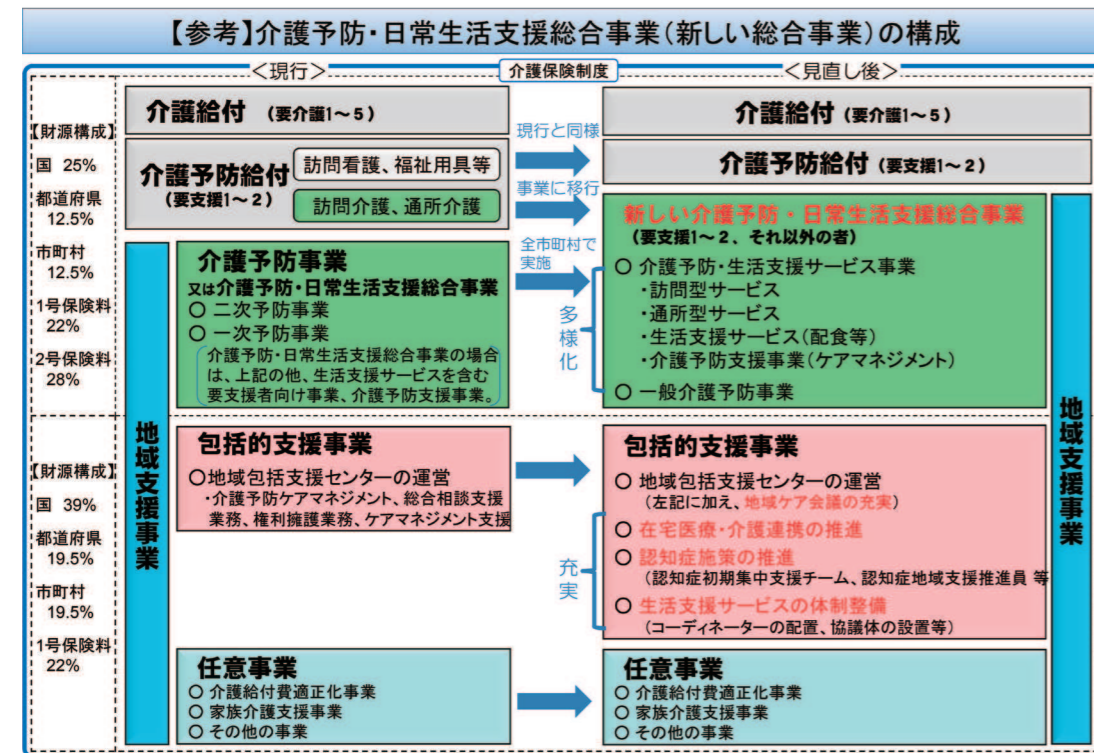 【参考】介護予防・日常生活支援総合事業(新しい総合事業)の構成
<現行>
介護保険制度
<見直し後>
【財源構成】
国 25%
都道府県
12.5%
市町村
12.5%
1号保険料
22%
2号保険料
28%
【財源構成】
国 39%
都道府県
19.5%
市町村
19.5%
1号保険料
22%
地域支援事業
介護給付 (要介護1~5)
介護予防給付
(要支援1~2)
訪問看護、福祉用具等
訪問介護、通所介護
介護予防事業
又は介護予防・日常生活支援総合事業
○ 二次予防事業
○ 一次予防事業
介護予防・日常生活支援総合事業の場合
は、上記の他、生活支援サービスを含む
要支援者向け事業、介護予防支援事業。
包括的支援事業
○地域包括支援センターの運営
・介護予防ケアマネジメント、総合相談支援
業務、権利擁護業務、ケアマネジメント支援
任意事業
○ 介護給付費適正化事業
○ 家族介護支援事業
○ その他の事業
現行と同様
事業に移行
全市町村で
実施
多様化
充実
介護給付 (要介護1~5)
介護予防給付 (要支援1~2)
新しい介護予防・日常生活支援総合事業
(要支援1~2、それ以外の者)
○ 介護予防・生活支援サービス事業
・訪問型サービス
・通所型サービス
・生活支援サービス(配食等)
・介護予防支援事業(ケアマネジメント)
○ 一般介護予防事業
包括的支援事業
○ 地域包括支援センターの運営
(左記に加え、地域ケア会議の充実)
○ 在宅医療・介護連携の推進
○ 認知症施策の推進
(認知症初期集中支援チーム、認知症地域支援推進員 等
○ 生活支援サービスの体制整備
(コーディネーターの配置、協議体の設置等)
任意事業
○ 介護給付費適正化事業
○ 家族介護支援事業
○ その他の事業
地域支援事業